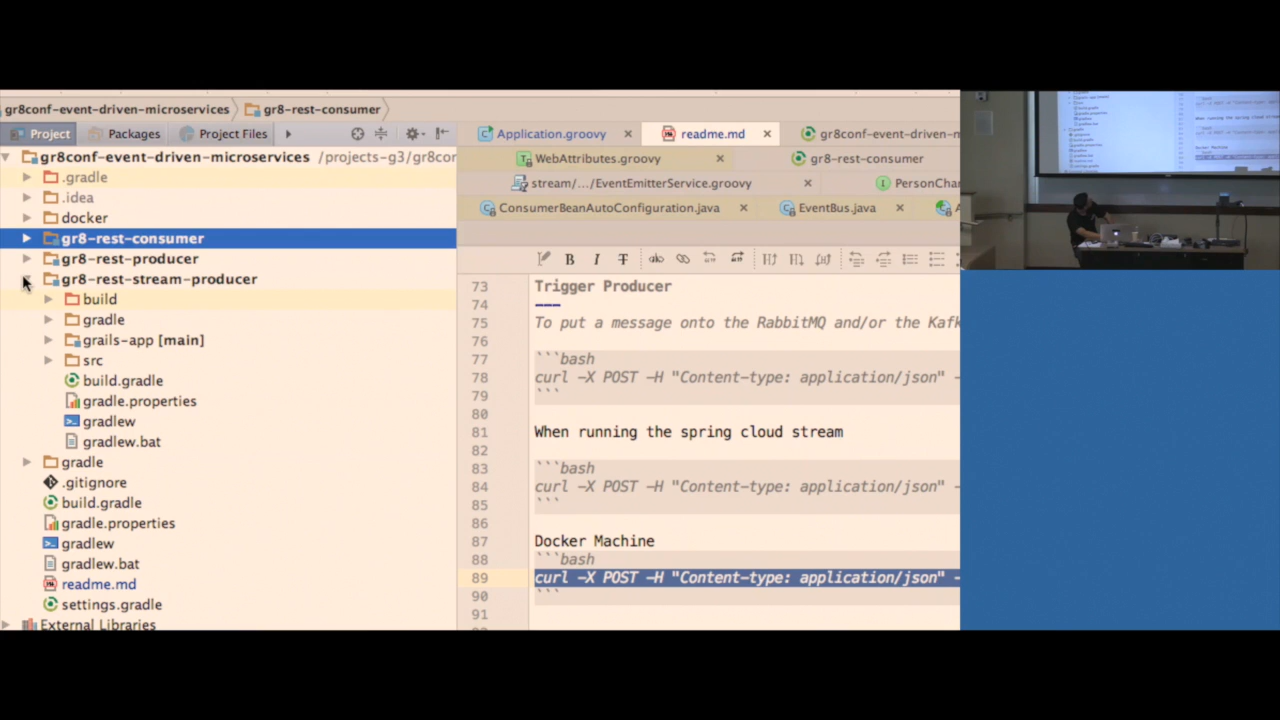 gr8conf-event-driven-microservices
gr8-rest-consumer
Project
Packages
Project Files
gr8conf-event-driven-microservices /projects-g3/gr8cor
.gradle
.idea
docker
gr8-rest-consumer
gr8-rest-producer
gr8-rest-stream-producer
build
gradle
grails-app [main]
src
build.gradle
gradle.properties
gradlew
gradlew.bat
gradle
.gitignore
build.gradle
gradle.properties
gradlew
gradlew.bat
readme.md
settings.gradle
External Libraries
Application.groovy
readme.md
gr8conf-event-driven-m
WebAttributes.groovy
gr8-rest-consumer
stream/.../EventEmitterService.groovy
PersonChar
ConsumerBeanAutoConfiguration.java
EventBus.java
A
B I T abc
73 Trigger Producer
74 ===
75 To put a message onto the RabbitMQ and/or the Kafk
76
77 ```bash
78 curl -X POST -H "Content-type: application/json" -
79 ```
80
81 When running the spring cloud stream
82
83 ```bash
84 curl -X POST -H "Content-type: application/json" -
85 ```
86
87 Docker Machine
88 ```bash
89 curl -X POST -H "Content-type: application/json" -
90 ```
91